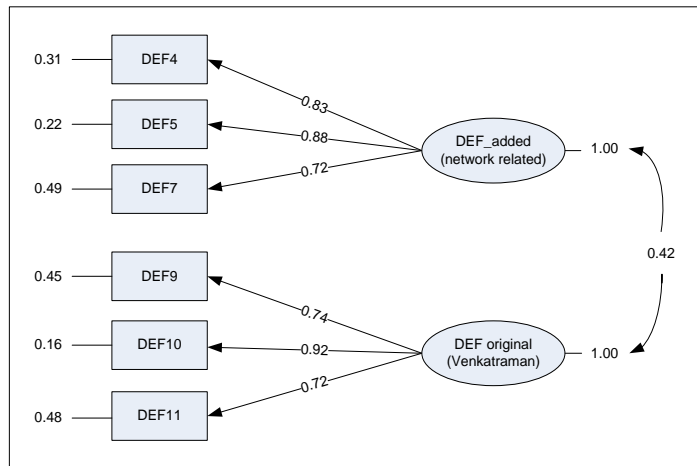 0.31
DEF4
0.83
0.22
DEF5
0.88
DEF_added
(network related)
1.00
0.49
DEF7
0.72
0.42
0.45
DEF9
0.74
0.16
DEF10
0.92
DEF original
(Venkatraman)
1.00
0.48
DEF11
0.72